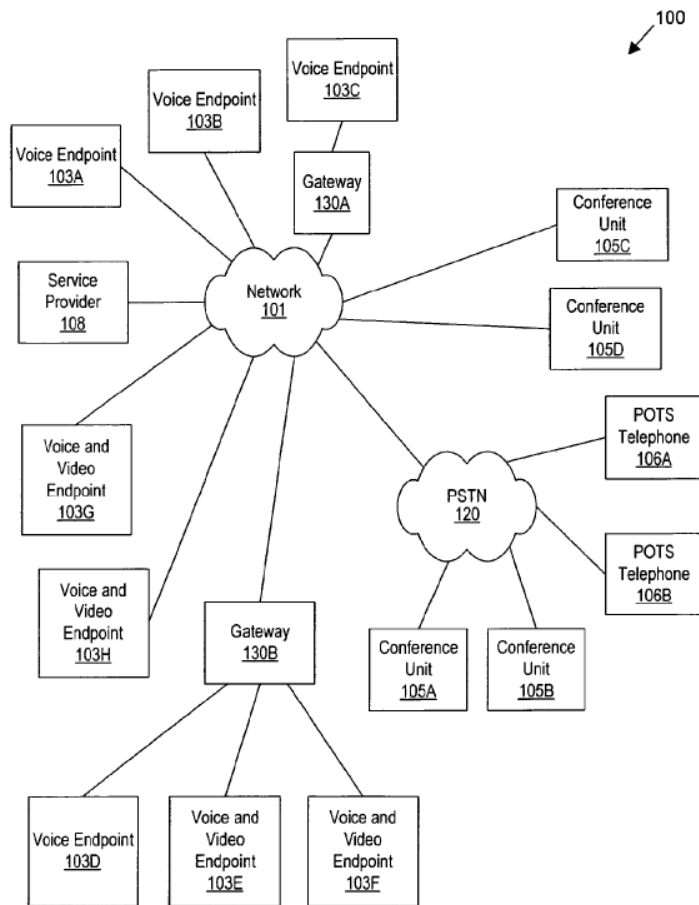 100
Voice Endpoint
103C
Voice Endpoint
103B
Voice Endpoint
103A
Gateway
130A
Conference
Unit
105C
Service
Provider
108
Network
101
Conference
Unit
105D
POTS
Telephone
106A
Voice and
Video
Endpoint
103G
PSTN
120
POTS
Telephone
106B
Voice and
Video
Endpoint
103H
Gateway
130B
Conference
Unit
105A
Conference
Unit
105B
Voice Endpoint
103D
Voice and
Video
Endpoint
103E
Voice and
Video
Endpoint
103F